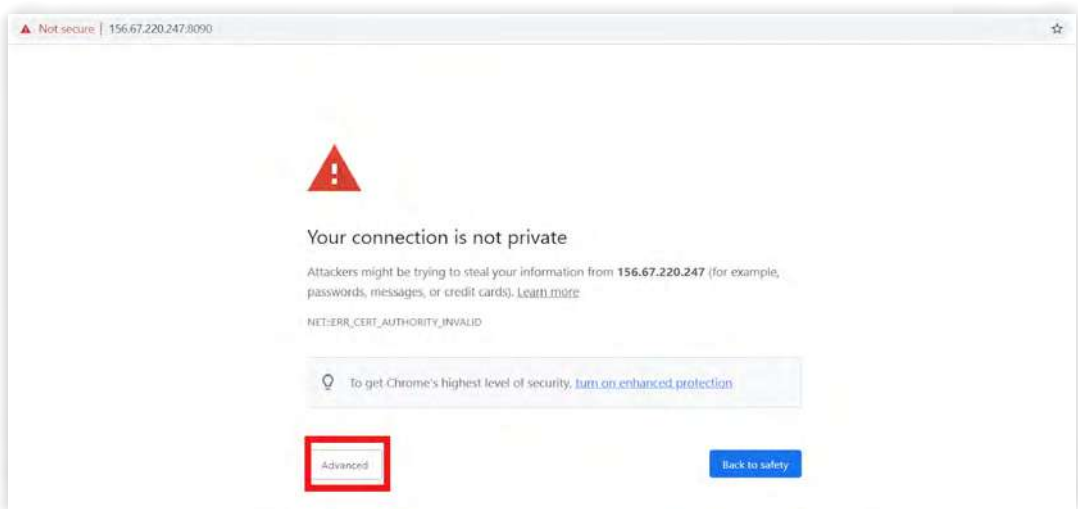 Not secure | 156.67.220.247:8090
Your connection is not private
Attackers might be trying to steal your information from 156.67.220.247 (for example,
passwords, messages, or credit cards). Learn more
NET::ERR_CERT_AUTHORITY_INVALID
To get Chrome's highest level of security, turn on enhanced protection
Advanced
Back to safety